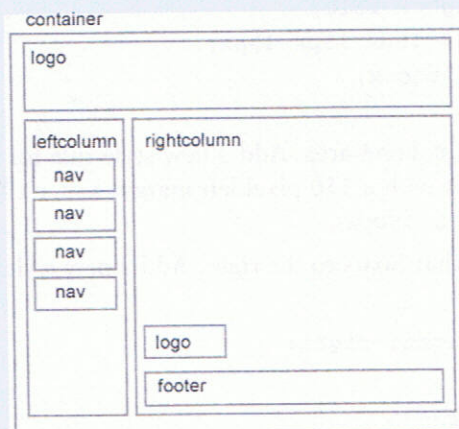 container
logo
leftcolumn
rightcolumn
nav
nav
nav
nav
logo
footer